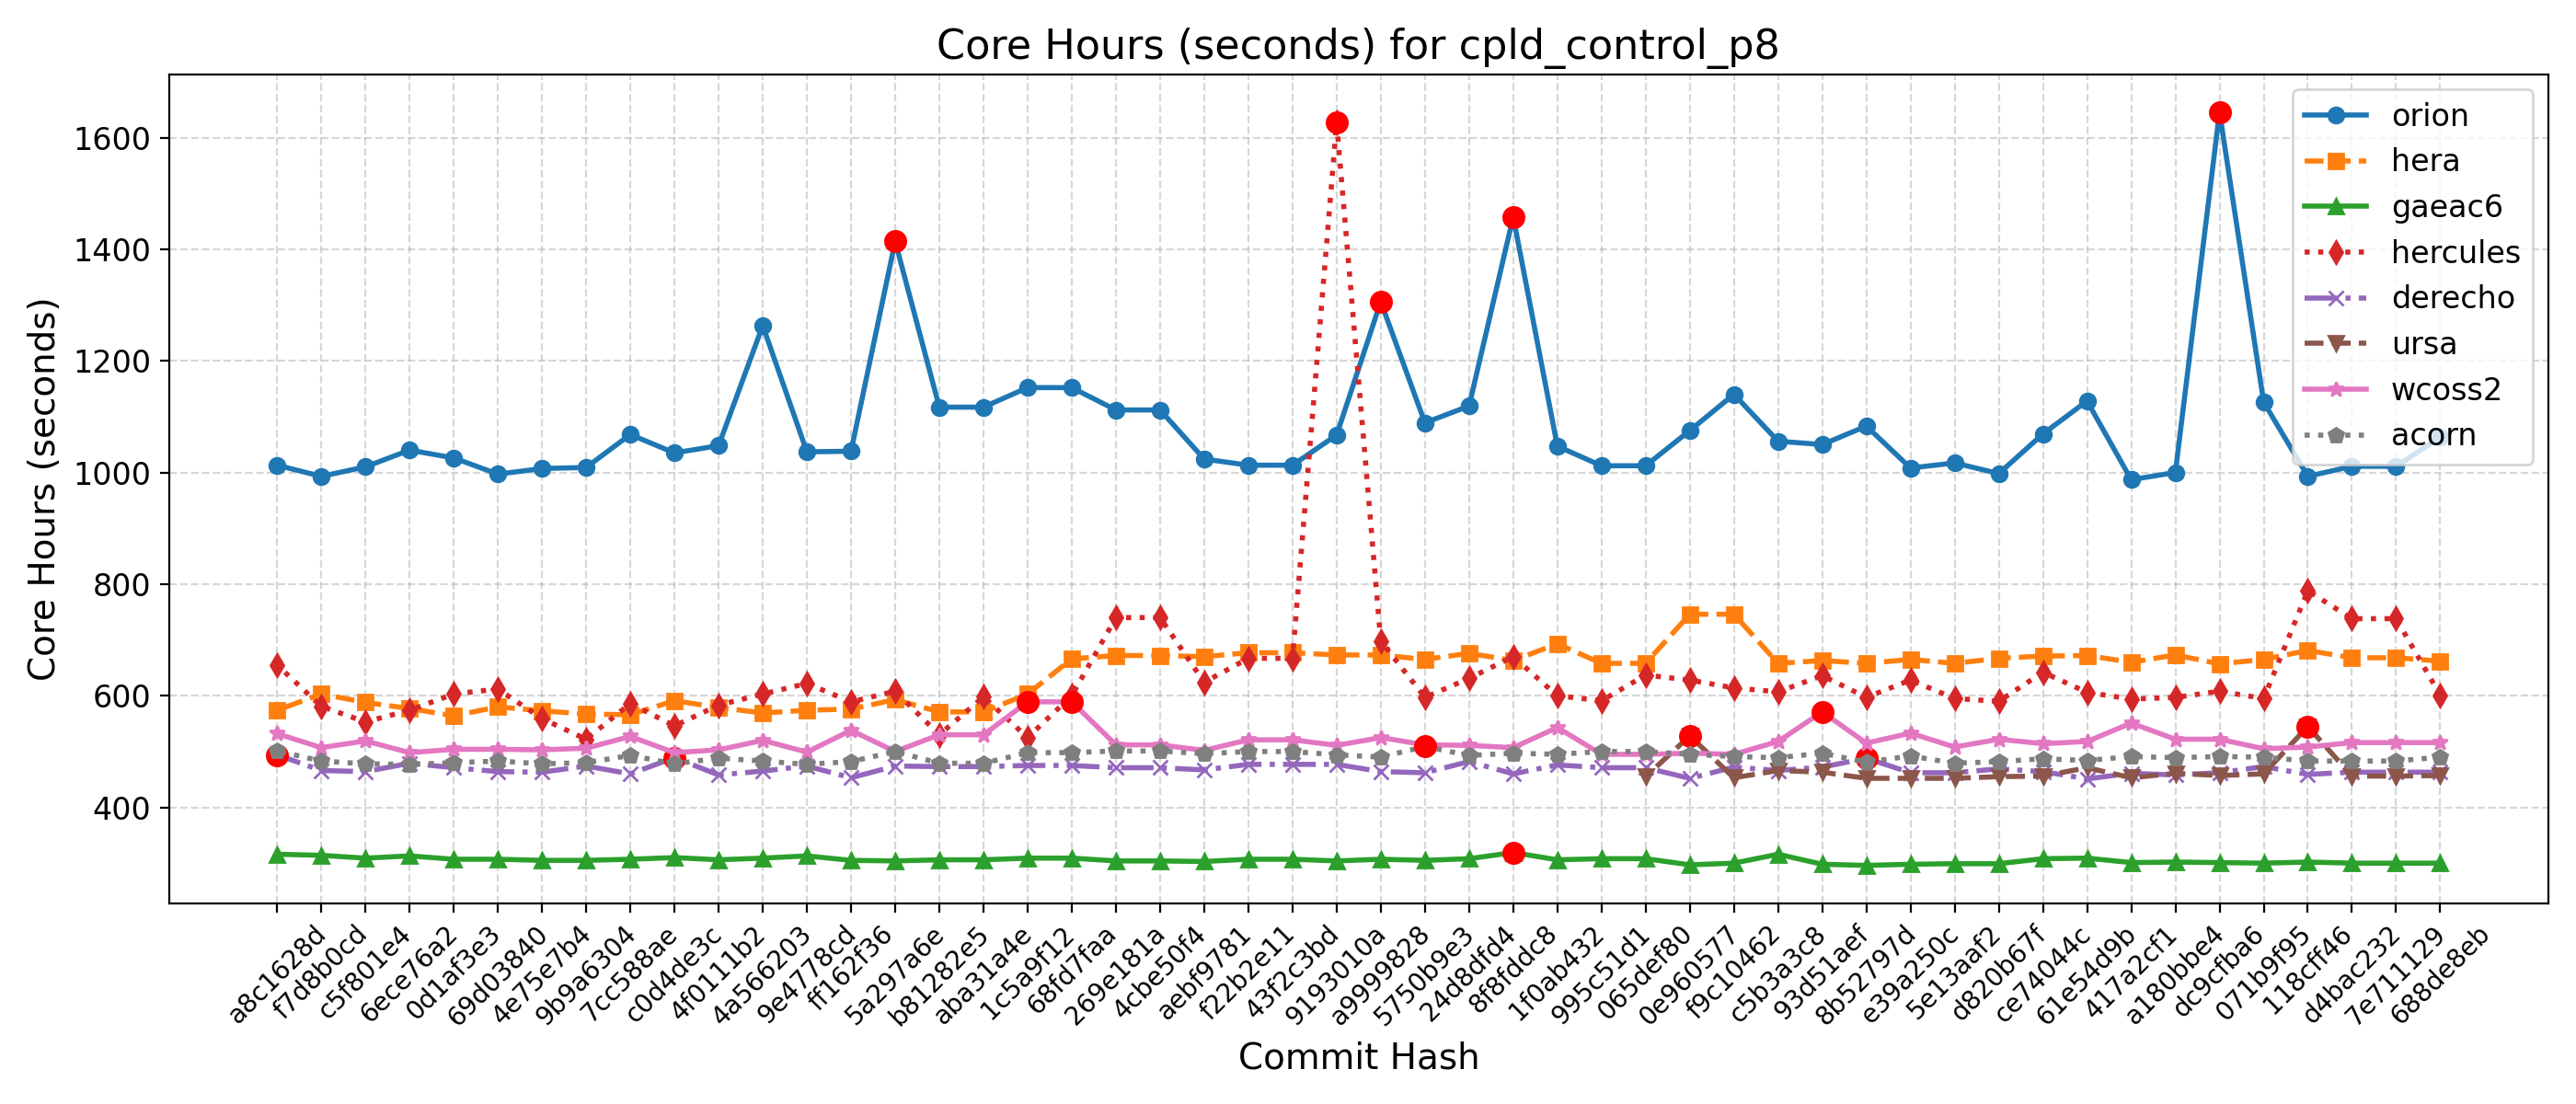 Core Hours (seconds) for cpld_control_p8
Core Hours (seconds)
1600
1400
1200
1000
800
600
400
orion
hera
gaeac6
hercules
derecho
ursa
wcoss2
acorn
a8c1628d
f7d8b0cd
c5f801e4
6ece76a2
0d1af3e3
69d03840
4e75e7b4
9b9a6304
7cc588ae
c0d4de3c
4f0111b2
4a566203
9e4778cd
ff162f36
5a297a6e
b81282e5
aba31a4e
1c5a9f12
68fd7faa
269e181a
4cbe50f4
aebf9781
f22b2e11
43f2c3bd
9193010a
a9999828
5750b9e3
24d8dfd4
8f8fddc8
1f0ab432
995c51d1
065def80
0e960577
f9c10462
c5b3a3c8
93d51aef
8b52797d
e39a250c
5e13aaf2
d820b67f
ce74044c
61e54d9b
417a2cf1
a180bbe4
dc9cfba6
071b9f95
118cff46
d4bac232
7e711129
688de8eb
Commit Hash